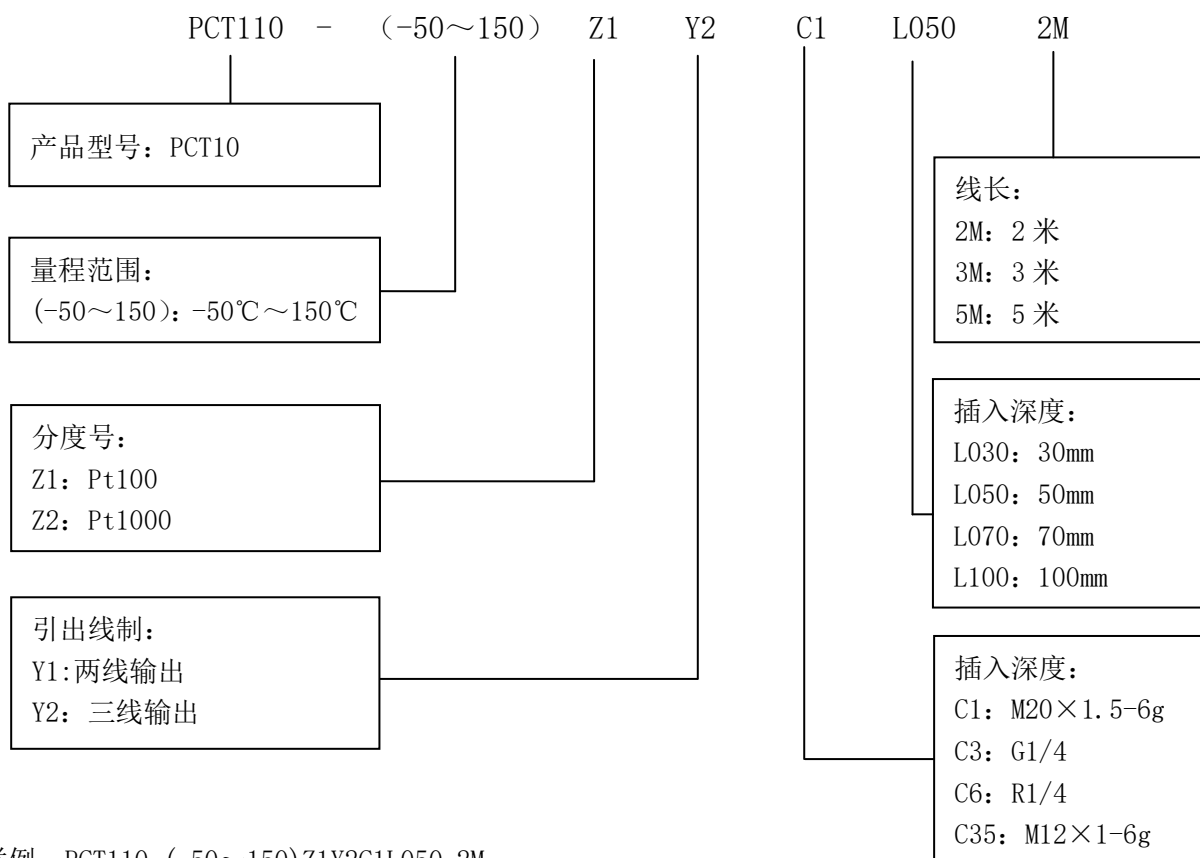 PCT110 - （-50～150） Z1 Y2 C1 L050 2M
产品型号：PCT10
量程范围：
(-50～150）：-50℃～150℃
分度号：
Z1：Pt100
Z2：Pt1000
引出线制：
Y1:两线输出
Y2：三线输出
线长：
2M：2米
3M：3米
5M：5米
插入深度：
L030：30mm
L050：50mm
L070：70mm
L100：100mm
插入深度：
C1：M20×1.5-6g
C3：G1/4
C6：R1/4
C35：M12×1-6g